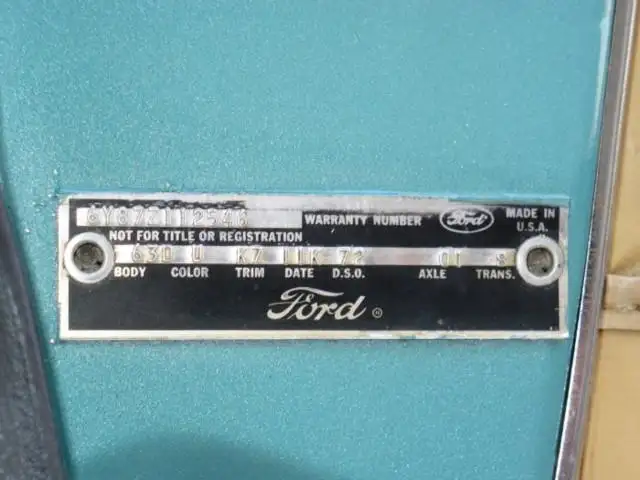 6Y87Z112546 WARRANTY NUMBER Ford MADE IN U.S.A.
NOT FOR TITLE OR REGISTRATION
63D U K7 11K 72 01
BODY COLOR TRIM DATE D.S.O. AXLE TRANS.
Ford ®